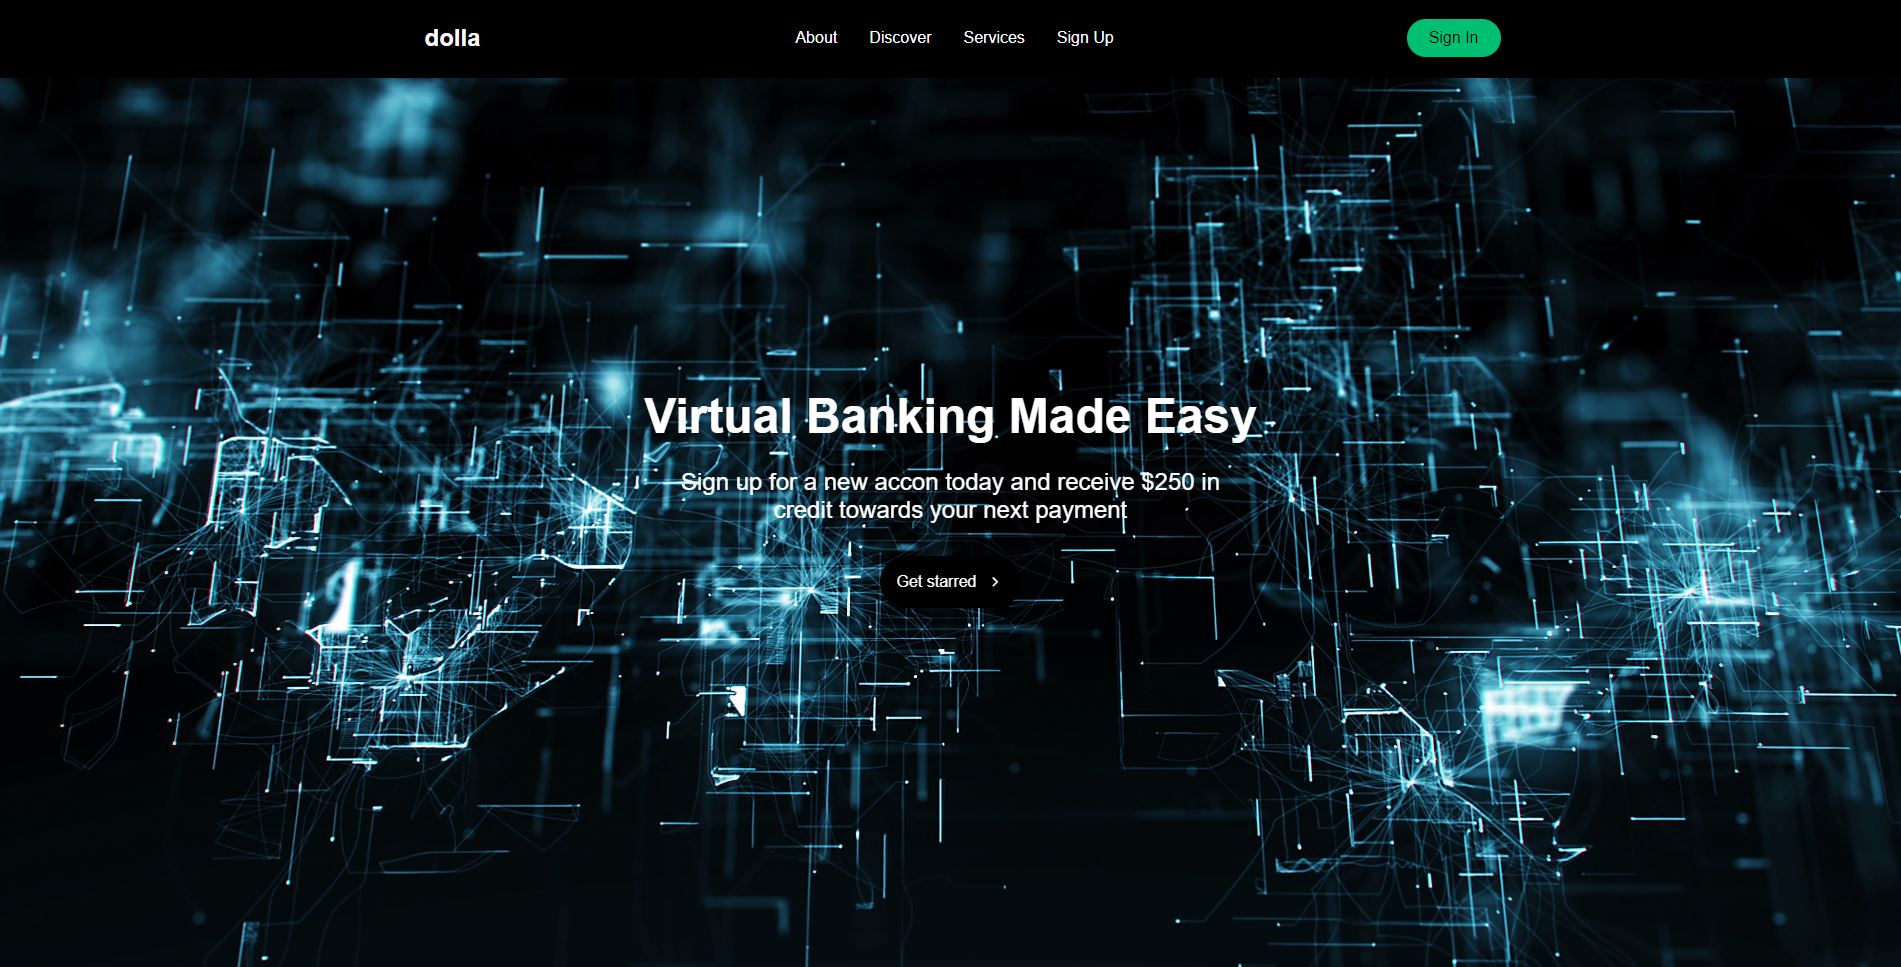 dolla
About Discover Services Sign Up
Sign In
Virtual Banking Made Easy
Sign up for a new accon today and receive $250 in
credit towards your next payment
Get starred